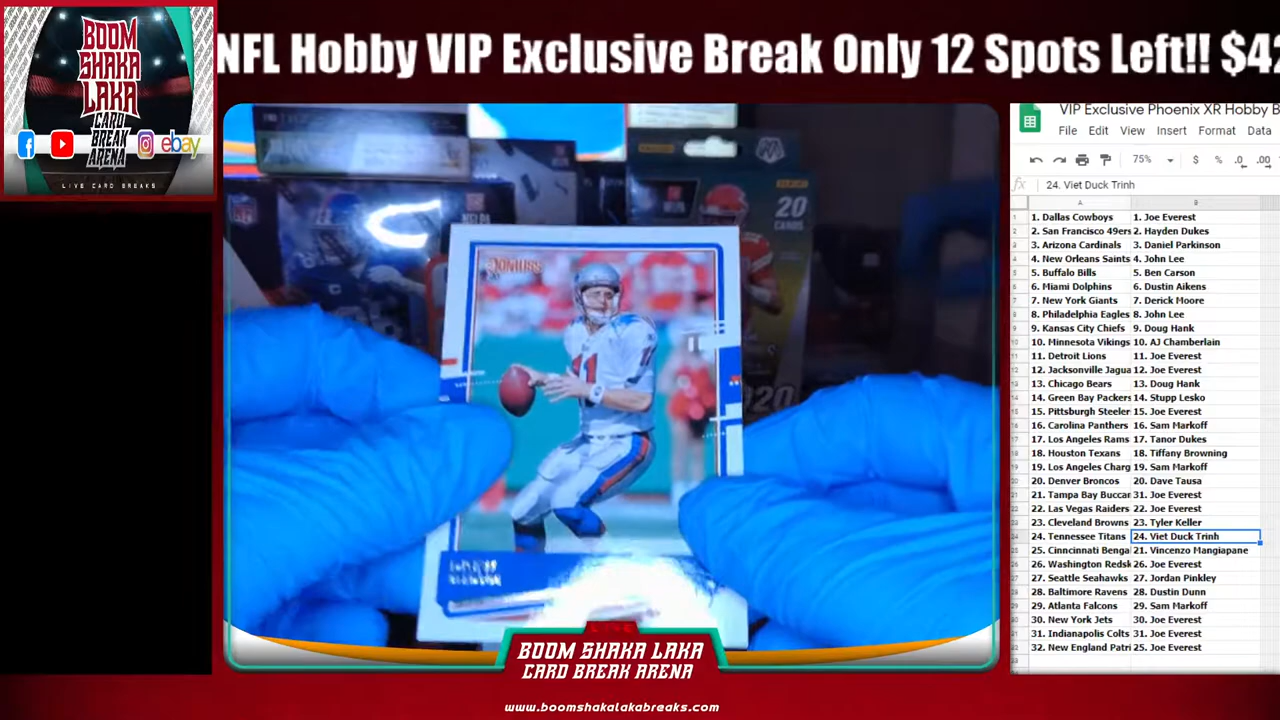 NFL Hobby VIP Exclusive Break Only 12 Spots Left!! $42
BOOM
SHAKA
LAKA
CARD
BREAK
ARENA
ebay
LIVE CARD BREAKS
VIP Exclusive Phoenix XR Hobby B
File Edit View Insert Format Data
75% $ % .0 .00
fx 24. Viet Duck Trinh
A B
1. Dallas Cowboys 1. Joe Everest
2. San Francisco 49ers 2. Hayden Dukes
3. Arizona Cardinals 3. Daniel Parkinson
4. New Orleans Saints 4. John Lee
5. Buffalo Bills 5. Ben Carson
6. Miami Dolphins 6. Dustin Aikens
7. New York Giants 7. Derick Moore
8. Philadelphia Eagles 8. John Lee
9. Kansas City Chiefs 9. Doug Hank
10. Minnesota Vikings 10. AJ Chamberlain
11. Detroit Lions 11. Joe Everest
12. Jacksonville Jagua 12. Joe Everest
13. Chicago Bears 13. Doug Hank
14. Green Bay Packers 14. Stupp Lesko
15. Pittsburgh Steeler 15. Joe Everest
16. Carolina Panthers 16. Sam Markoff
17. Los Angeles Rams 17. Tanor Dukes
18. Houston Texans 18. Tiffany Browning
19. Los Angeles Charg 19. Sam Markoff
20. Denver Broncos 20. Dave Tausa
21. Tampa Bay Buccan 31. Joe Everest
22. Las Vegas Raiders 22. Joe Everest
23. Cleveland Browns 23. Tyler Keller
24. Tennessee Titans 24. Viet Duck Trinh
25. Cincinnati Benga 21. Vincenzo Mangiapane
26. Washington Redsk 26. Joe Everest
27. Seattle Seahawks 27. Jordan Pinkley
28. Baltimore Ravens 28. Dustin Dunn
29. Atlanta Falcons 29. Sam Markoff
30. New York Jets 30. Joe Everest
31. Indianapolis Colts 31. Joe Everest
32. New England Patri 25. Joe Everest
PANINI
20
CARDS
2020
NFL
DONRUSS
11
LIVE
BOOM SHAKA LAKA
CARD BREAK ARENA
www.boomshakalakabreaks.com